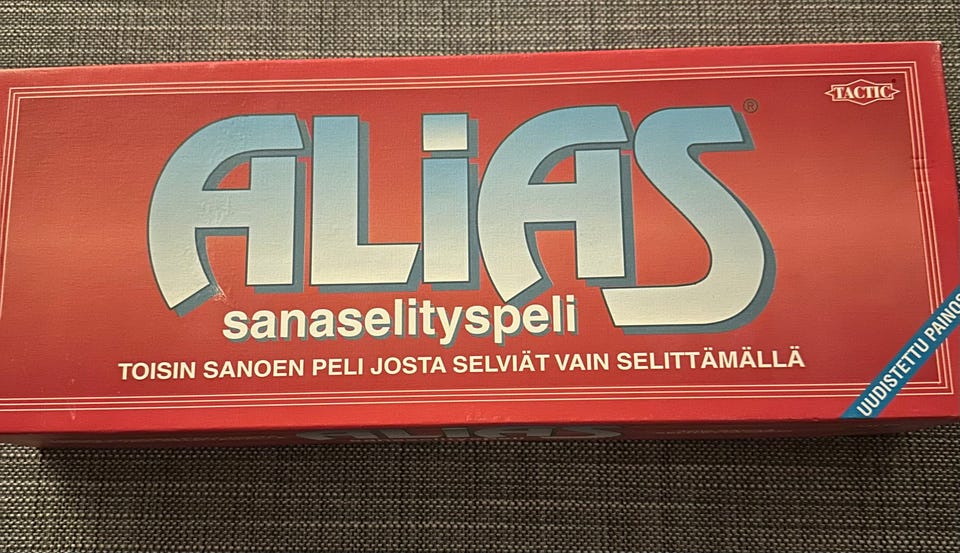 TACTIC
ALiAS®
sanaselityspeli
TOISIN SANOEN PELI JOSTA SELVIÄT VAIN SELITTÄMÄLLÄ
UUDISTETTU PAINOS